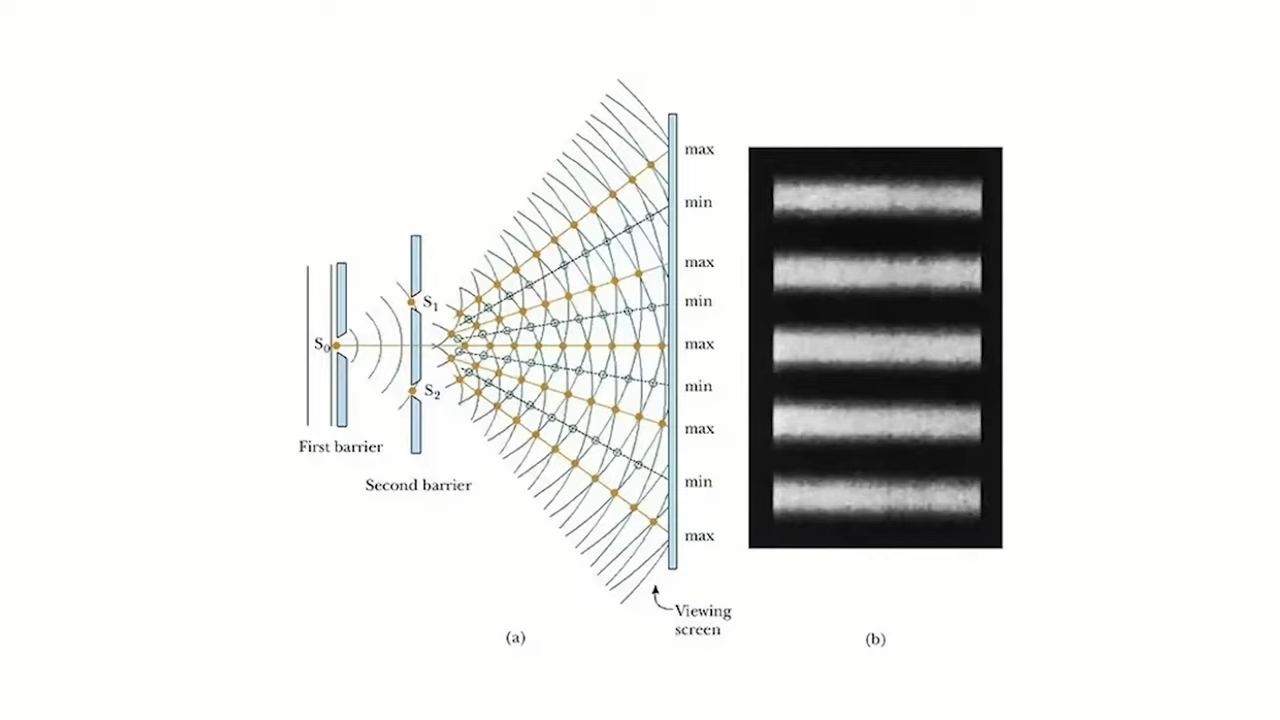 max
min
max
min
max
min
max
min
max
S0
S1
S2
First barrier
Second barrier
Viewing
screen
(a)
(b)